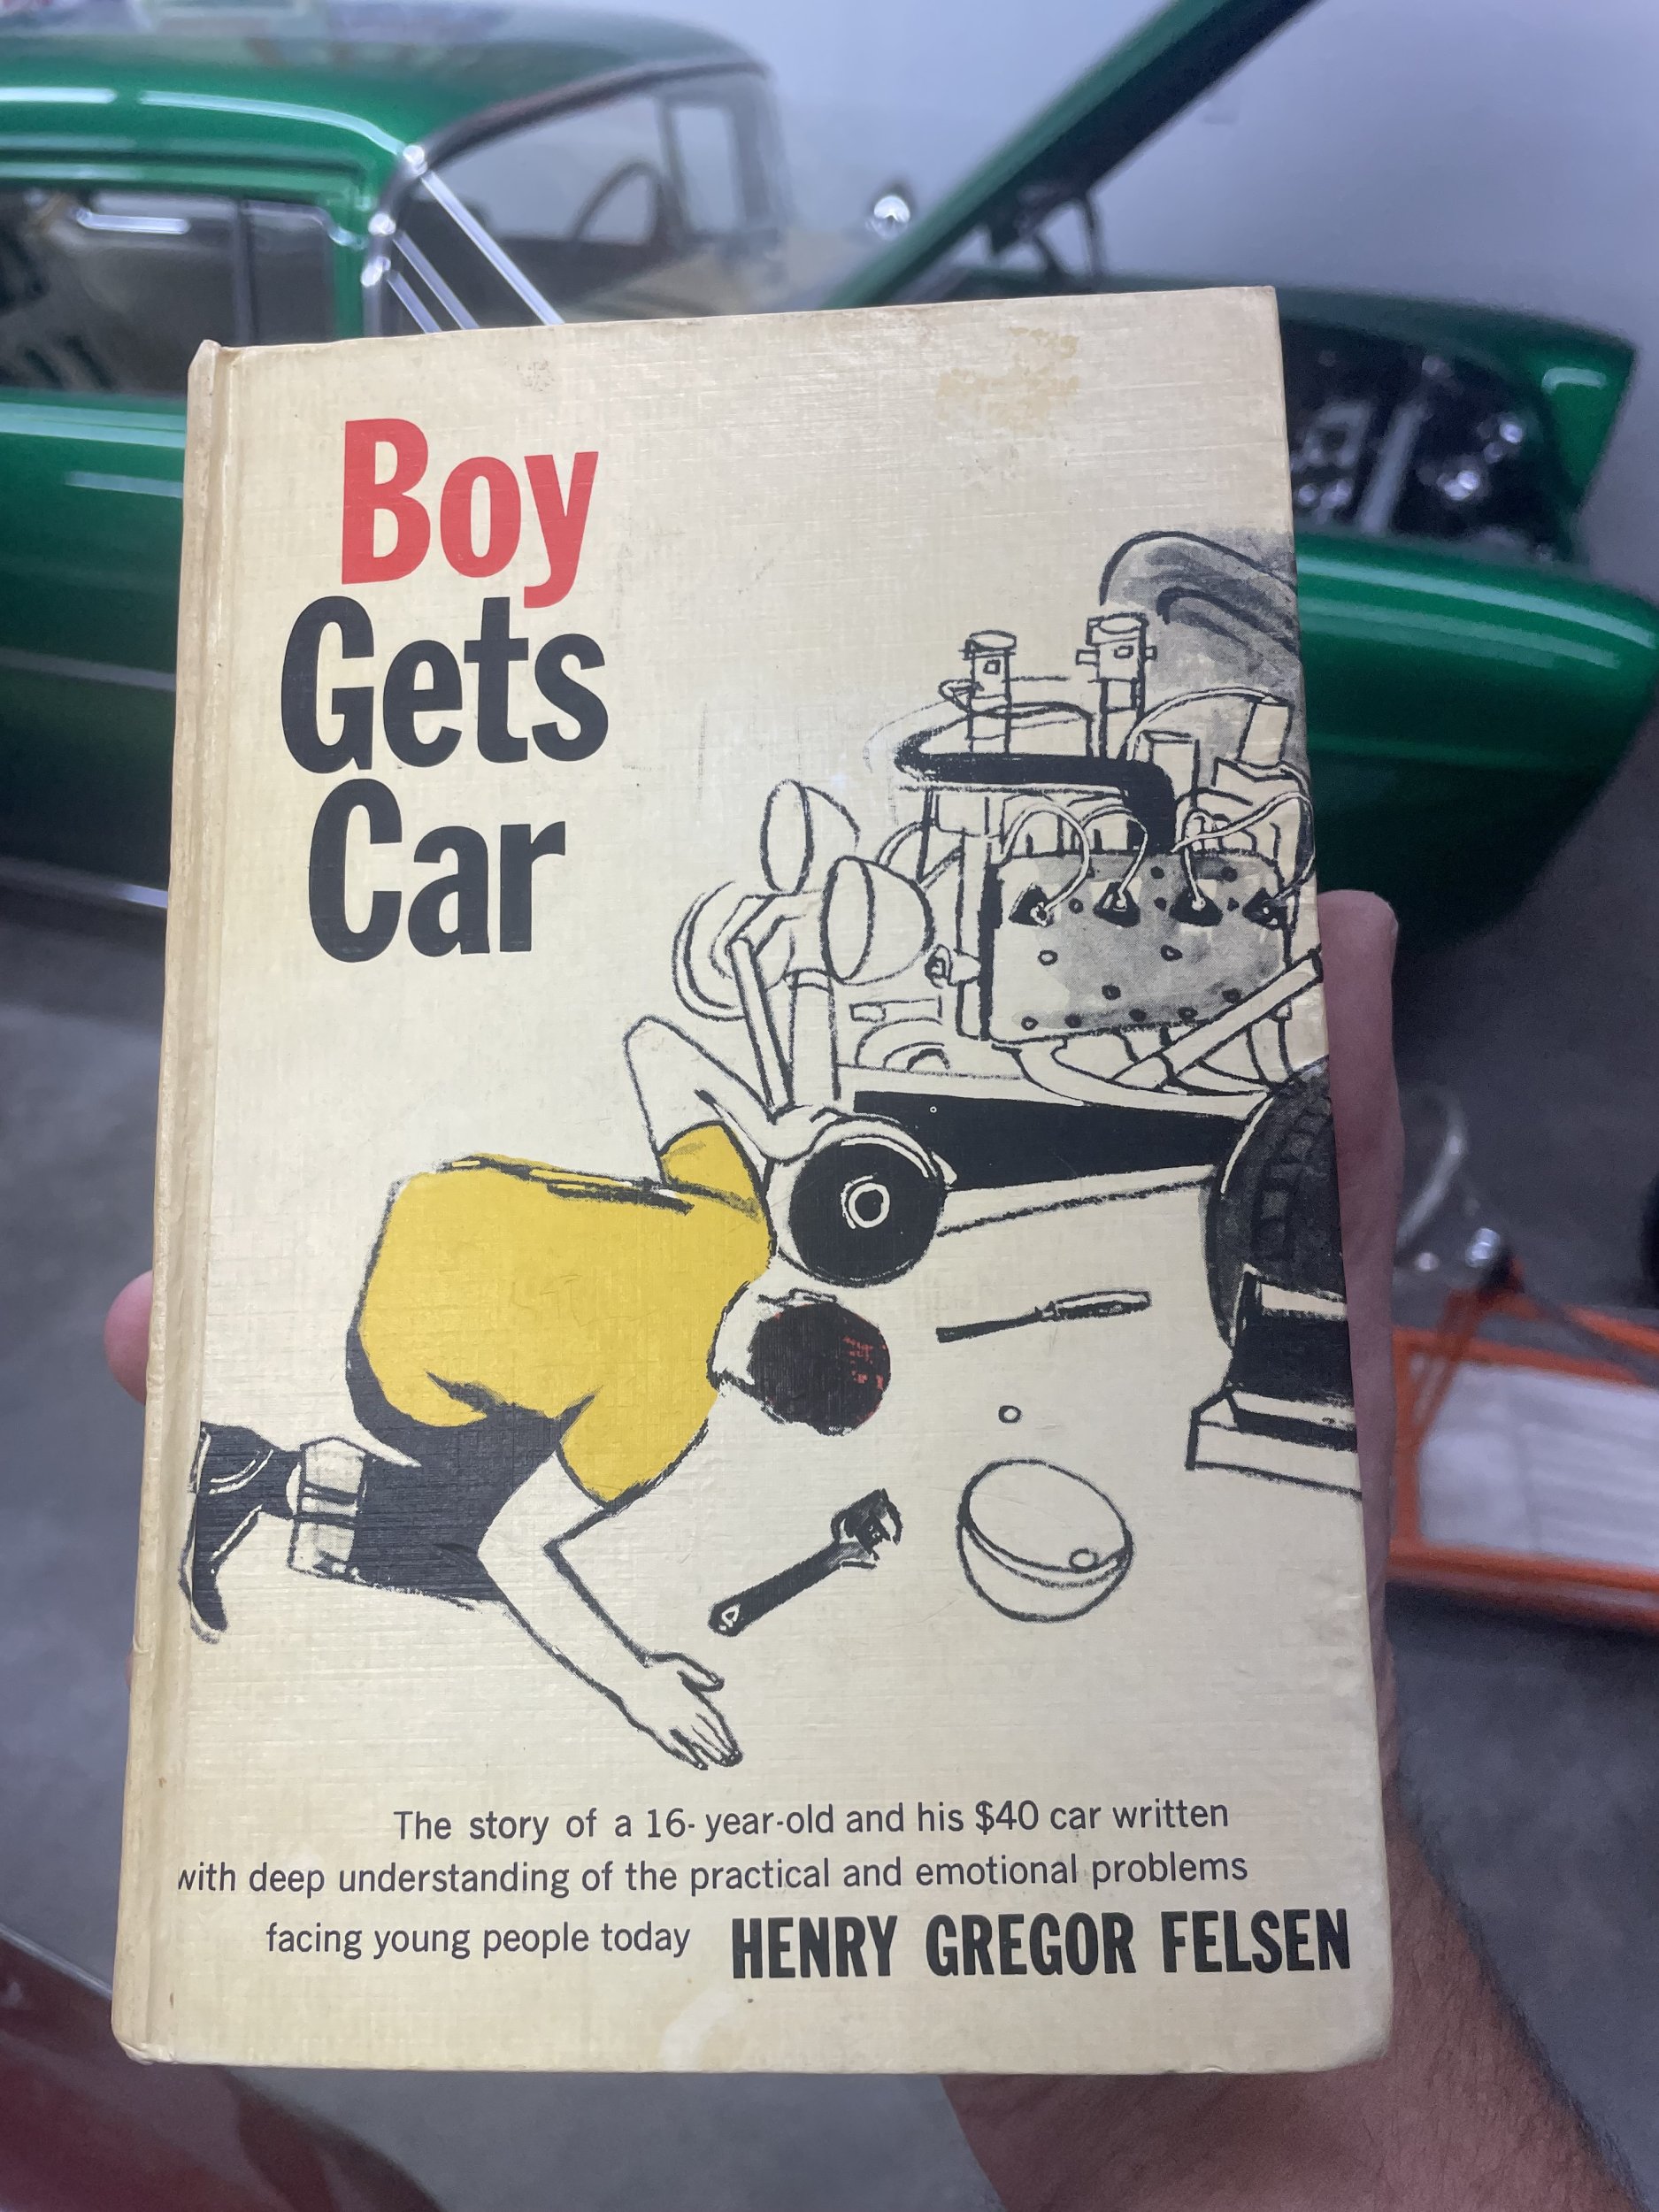 Boy
Gets
Car
The story of a 16- year-old and his $40 car written
with deep understanding of the practical and emotional problems
facing young people today HENRY GREGOR FELSEN